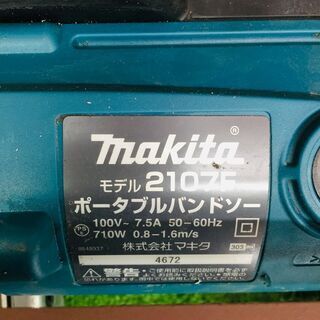 makita®
モデル 2107F
ポータブルバンドソー
100V~ 7.5A 50-60Hz
710W 0.8-1.6m/s
株式会社マキタ
4672
⚠警告